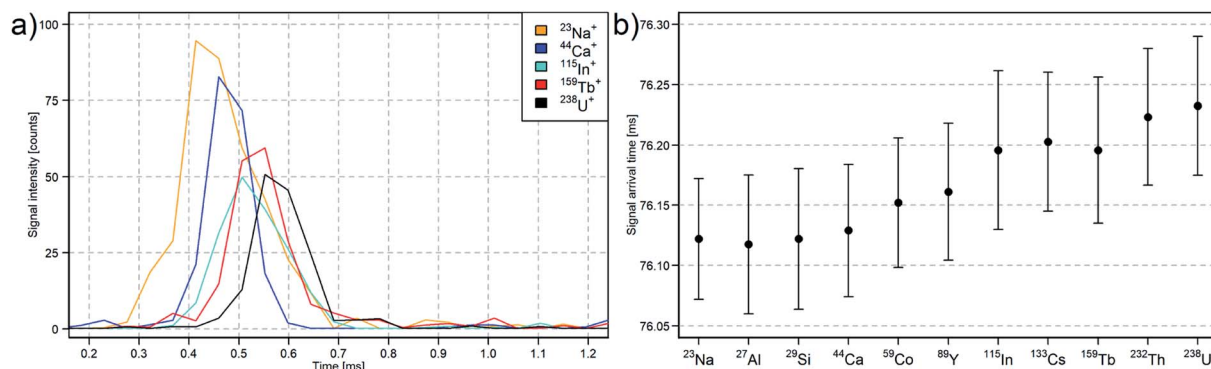 a)
Signal intensity [counts]
100
75
50
25
0
0.2 0.3 0.4 0.5 0.6 0.7 0.8 0.9 1.0 1.1 1.2
Time [ms]
²³Na⁺
⁴⁴Ca⁺
¹¹⁵In⁺
¹⁵⁹Tb⁺
²³⁸U⁺
b)
Signal arrival time [ms]
76.30
76.25
76.20
76.15
76.10
76.05
²³Na ²⁷Al ²⁹Si ⁴⁴Ca ⁵⁹Co ⁸⁹Y ¹¹⁵In ¹³³Cs ¹⁵⁹Tb ²³²Th ²³⁸U